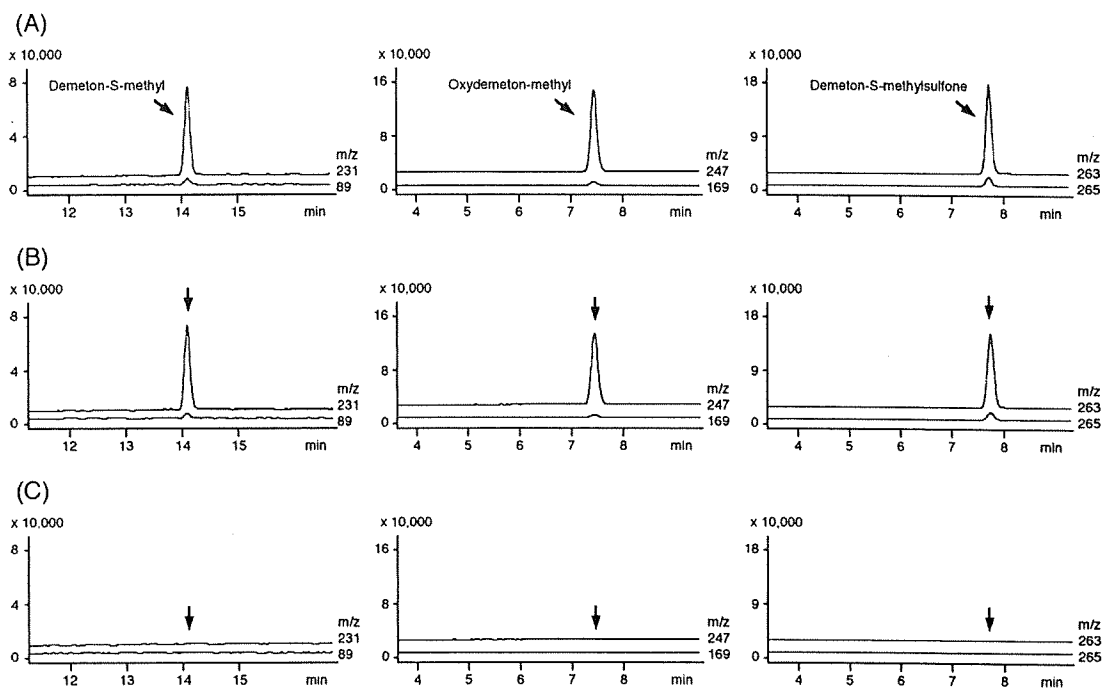 (A)
x 10,000
8
4
0
Demeton-S-methyl
m/z
231
89
12 13 14 15 min
x 10,000
16
8
0
Oxydemeton-methyl
m/z
247
169
4 5 6 7 8 min
x 10,000
18
9
0
Demeton-S-methylsulfone
m/z
263
265
4 5 6 7 8 min
(B)
x 10,000
8
4
0
m/z
231
89
12 13 14 15 min
x 10,000
16
8
0
m/z
247
169
4 5 6 7 8 min
x 10,000
18
9
0
m/z
263
265
4 5 6 7 8 min
(C)
x 10,000
8
4
0
m/z
231
89
12 13 14 15 min
x 10,000
16
8
0
m/z
247
169
4 5 6 7 8 min
x 10,000
18
9
0
m/z
263
265
4 5 6 7 8 min